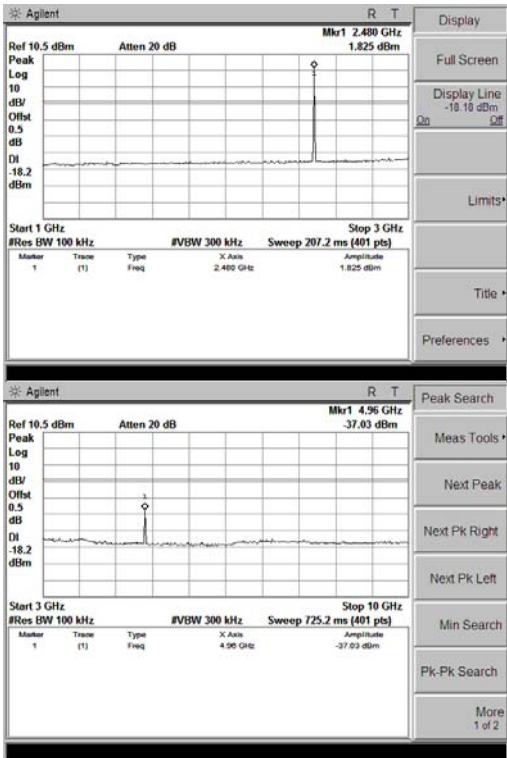 Agilent R T
Mkr1 2.480 GHz
Ref 10.5 dBm Atten 20 dB 1.825 dBm
Peak
Log
10
dB/
Offst
0.5
dB
DI
-18.2
dBm
1
Start 1 GHz Stop 3 GHz
#Res BW 100 kHz #VBW 300 kHz Sweep 207.2 ms (401 pts)
Marker Trace Type X Axis Amplitude
1 (1) Freq 2.480 GHz 1.825 dBm
Display
Full Screen
Display Line
-18.18 dBm
On Off
Limits
Title
Preferences
Agilent R T
Mkr1 4.96 GHz
Ref 10.5 dBm Atten 20 dB -37.03 dBm
Peak
Log
10
dB/
Offst
0.5
dB
DI
-18.2
dBm
1
Start 3 GHz Stop 10 GHz
#Res BW 100 kHz #VBW 300 kHz Sweep 725.2 ms (401 pts)
Marker Trace Type X Axis Amplitude
1 (1) Freq 4.96 GHz -37.03 dBm
Peak Search
Meas Tools
Next Peak
Next Pk Right
Next Pk Left
Min Search
Pk-Pk Search
More
1 of 2